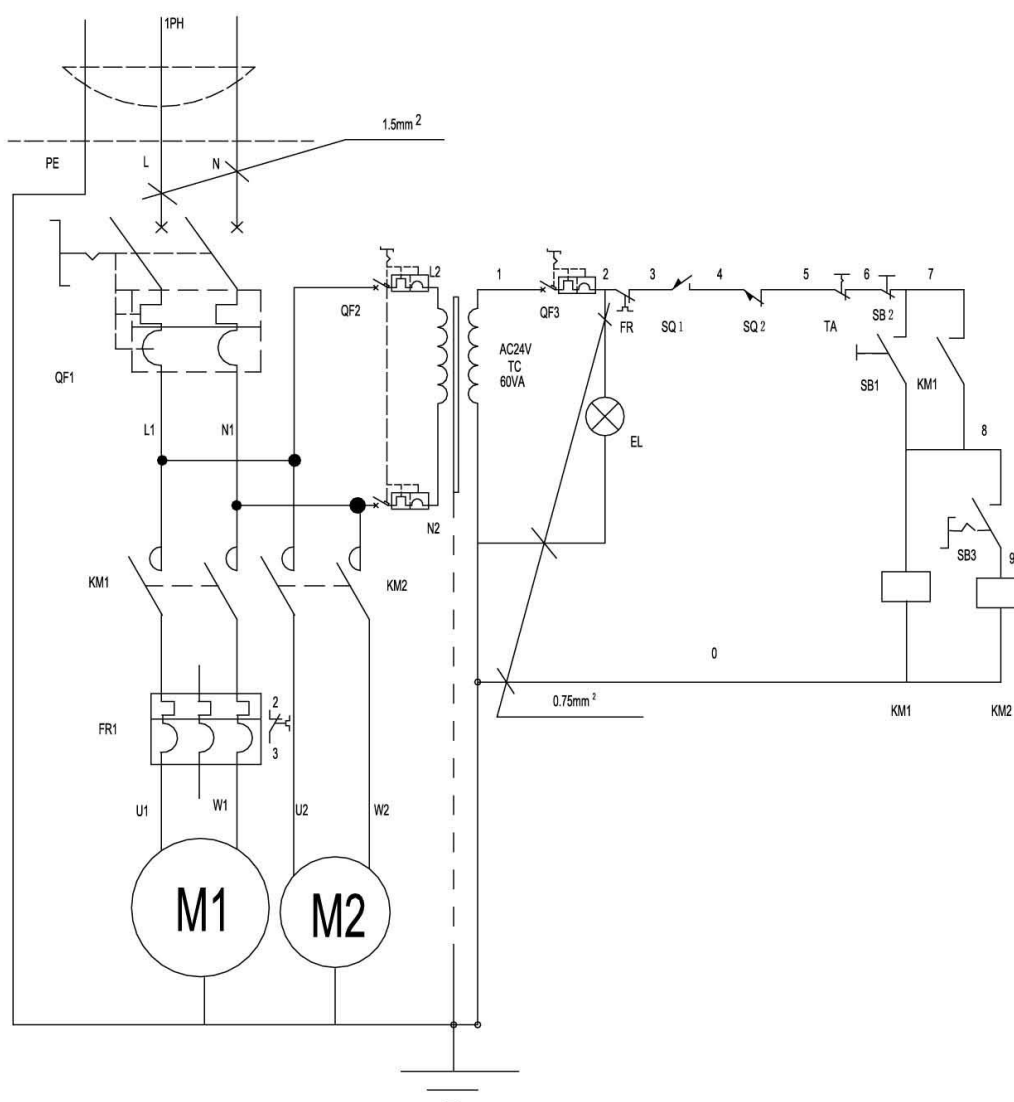 1PH
1.5mm 2
PE
L
N
L2
1
2
3
4
5
6
7
QF2
QF3
FR
SQ 1
SQ 2
TA
SB 2
AC24V
TC
60VA
QF1
SB1
KM1
EL
L1
N1
8
N2
SB3
9
KM1
KM2
0
2
0.75mm 2
KM1
KM2
FR1
3
U1
W1
U2
W2
M1
M2